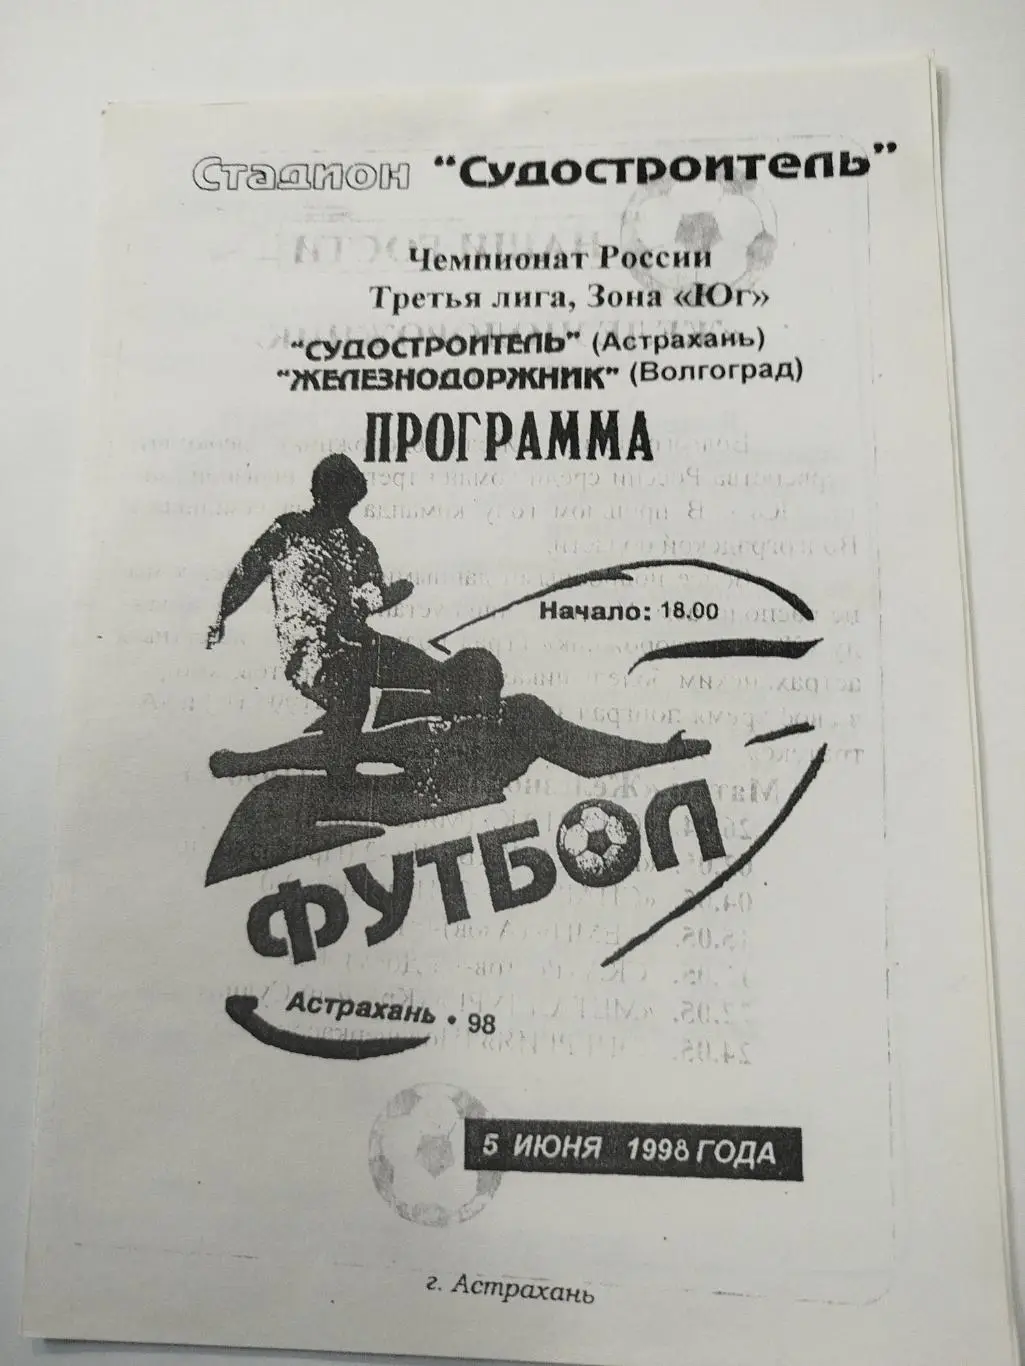 Стадион "Судостроитель"
Чемпионат России
Третья лига, Зона «Юг»
"СУДОСТРОИТЕЛЬ" (Астрахань)
"ЖЕЛЕЗНОДОРЖНИК" (Волгоград)
ПРОГРАММА
Начало: 18.00
ФУТБОЛ
Астрахань • 98
5 ИЮНЯ 1998 ГОДА
г. Астрахань